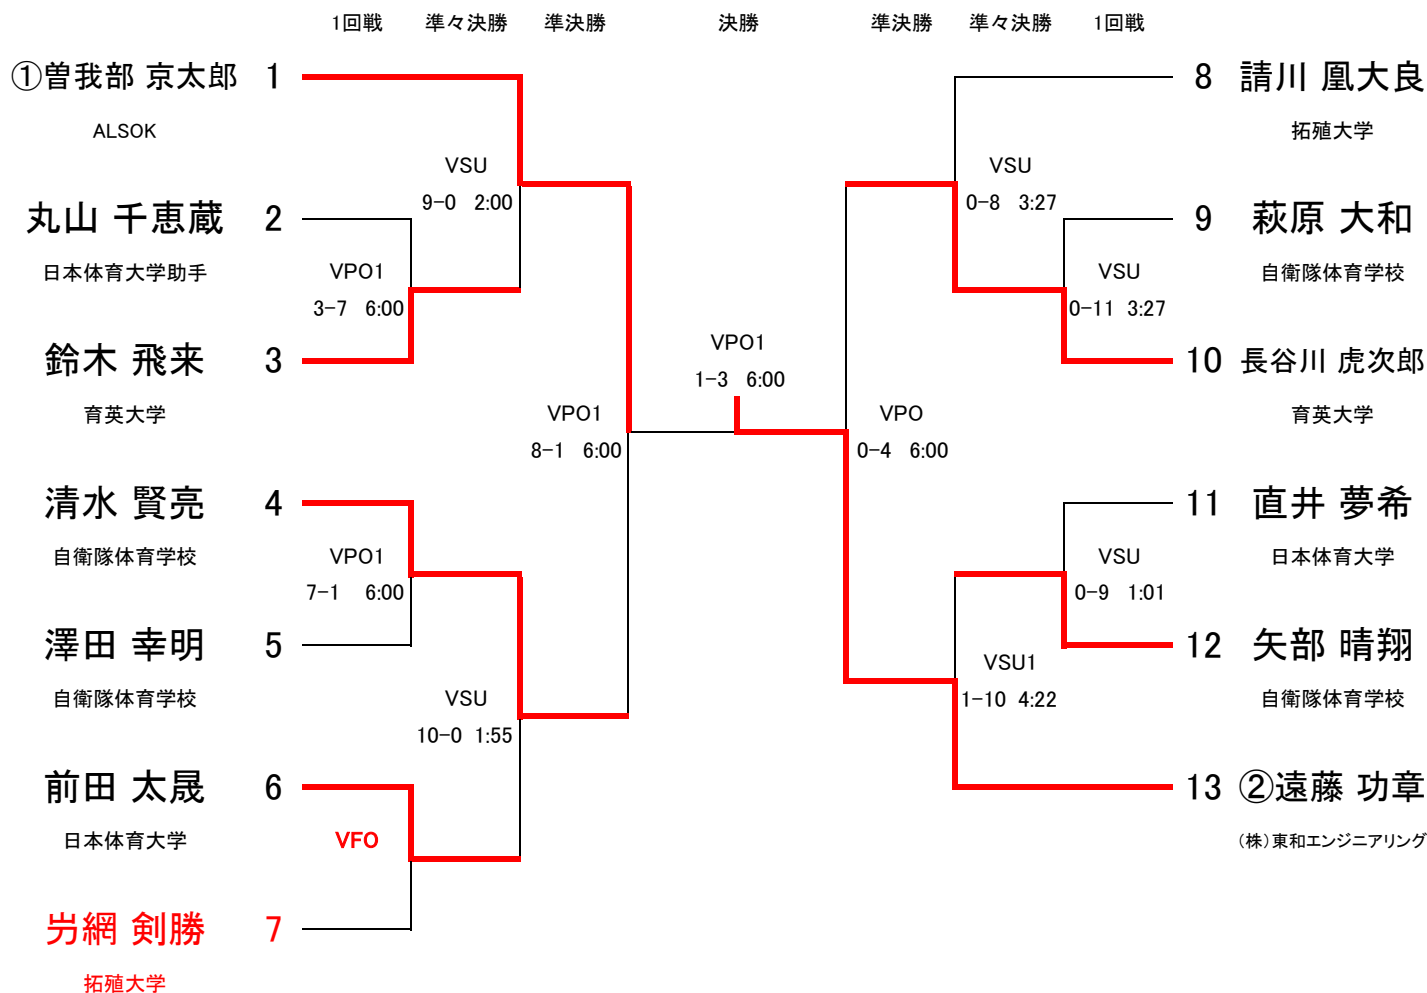 1回戦 準々決勝 準決勝 決勝 準決勝 準々決勝 1回戦
①曽我部 京太郎 1
ALSOK
VSU
9-0 2:00
丸山 千恵蔵 2
日本体育大学助手
VPO1
3-7 6:00
鈴木 飛来 3
育英大学
VPO1
8-1 6:00
清水 賢亮 4
自衛隊体育学校
VPO1
7-1 6:00
澤田 幸明 5
自衛隊体育学校
VSU
10-0 1:55
前田 太晟 6
日本体育大学
VFO
屶網 剣勝 7
拓殖大学
VPO1
1-3 6:00
8 請川 凰大良
拓殖大学
VSU
0-8 3:27
9 萩原 大和
自衛隊体育学校
VSU
0-11 3:27
10 長谷川 虎次郎
育英大学
VPO
0-4 6:00
11 直井 夢希
日本体育大学
VSU
0-9 1:01
12 矢部 晴翔
自衛隊体育学校
VSU1
1-10 4:22
13 ②遠藤 功章
(株)東和エンジニアリング